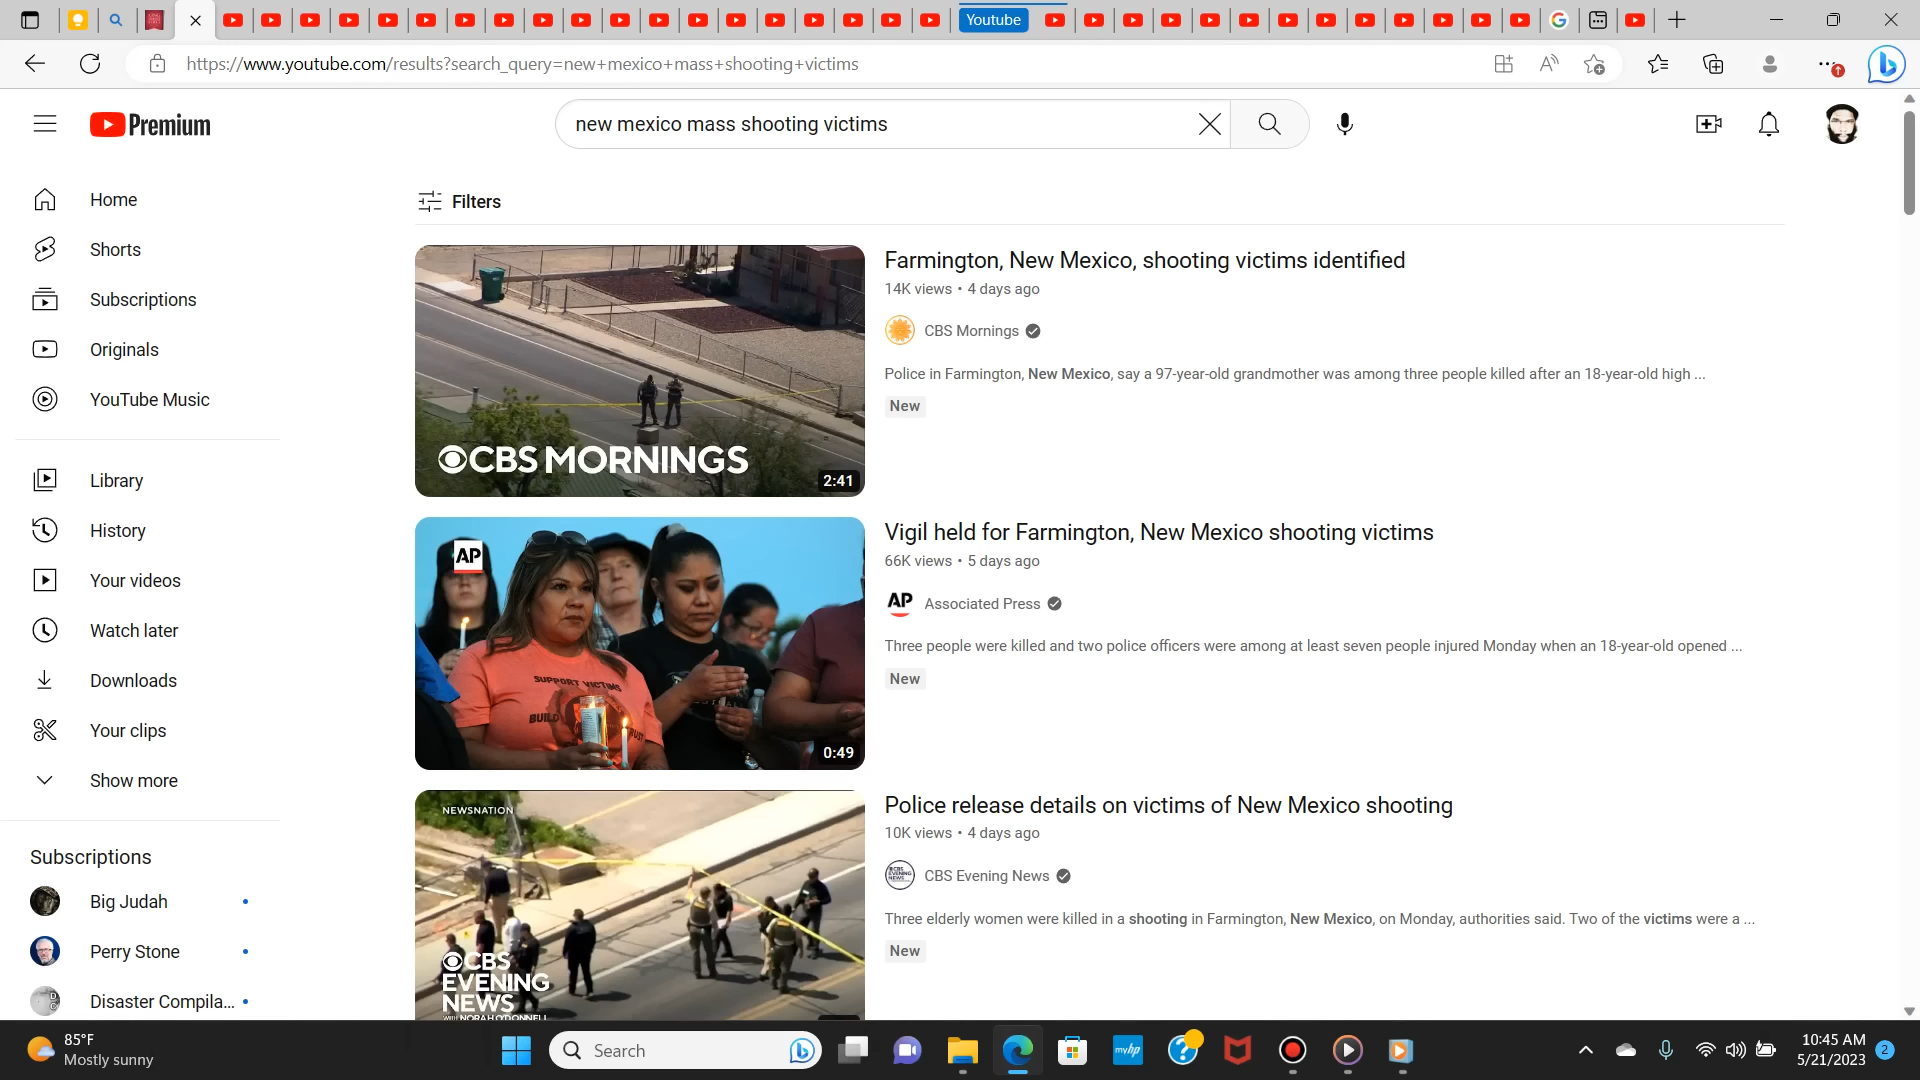 Youtube
https://www.youtube.com/results?search_query=new+mexico+mass+shooting+victims
Premium
new mexico mass shooting victims
Home
Shorts
Subscriptions
Originals
YouTube Music
Library
History
Your videos
Watch later
Downloads
Your clips
Show more
Subscriptions
Big Judah
Perry Stone
Disaster Compila...
Filters
CBS MORNINGS
2:41
Farmington, New Mexico, shooting victims identified
14K views • 4 days ago
CBS Mornings
Police in Farmington, New Mexico, say a 97-year-old grandmother was among three people killed after an 18-year-old high ...
New
AP
SUPPORT VICTIMS
BUILD
0:49
Vigil held for Farmington, New Mexico shooting victims
66K views • 5 days ago
AP
Associated Press
Three people were killed and two police officers were among at least seven people injured Monday when an 18-year-old opened ...
New
NEWSNATION
CBS
EVENING
NEWS
WITH NORAH O'DONNELL
Police release details on victims of New Mexico shooting
10K views • 4 days ago
CBS Evening News
Three elderly women were killed in a shooting in Farmington, New Mexico, on Monday, authorities said. Two of the victims were a ...
New
85°F
Mostly sunny
Search
myhp
10:45 AM
5/21/2023
2